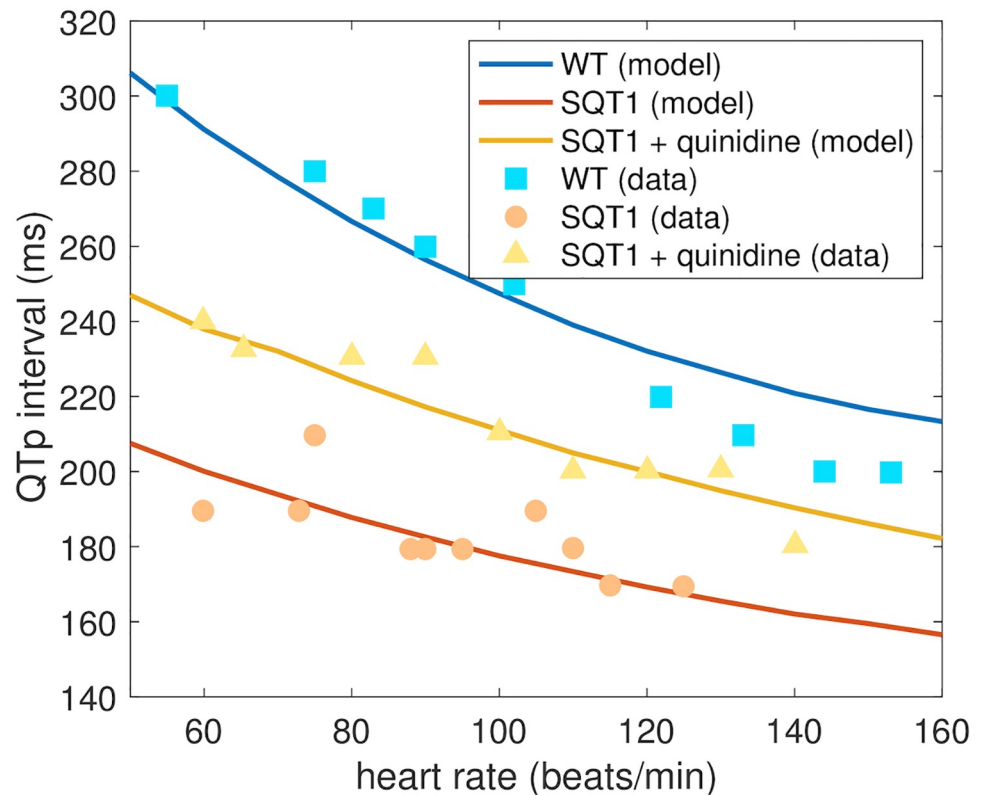 320
300
280
260
240
220
200
180
160
140
QTp interval (ms)
WT (model)
SQT1 (model)
SQT1 + quinidine (model)
WT (data)
SQT1 (data)
SQT1 + quinidine (data)
60
80
100
120
140
160
heart rate (beats/min)